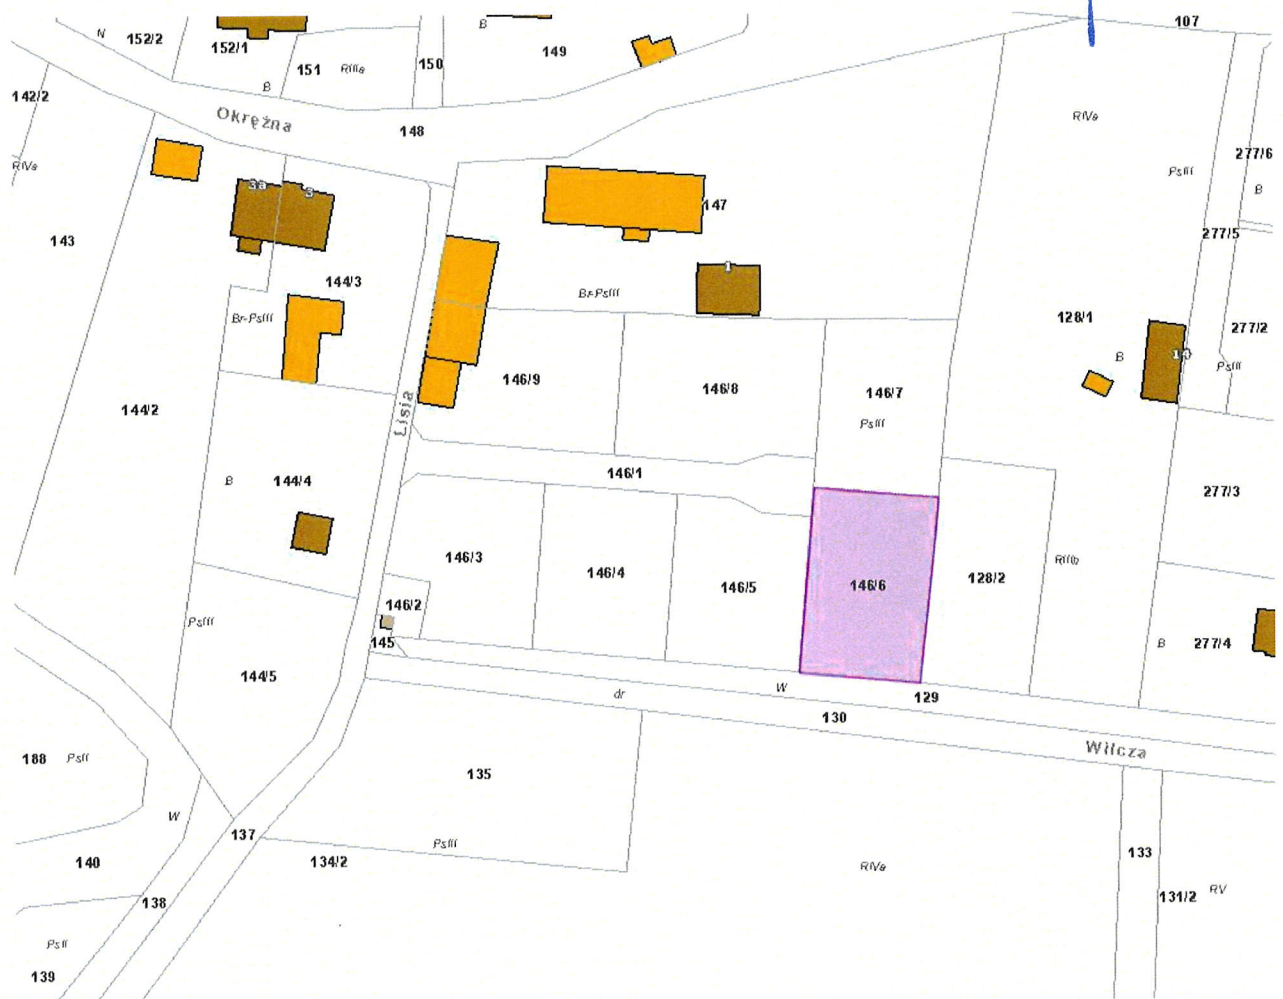 107
N
152/2
152/1
B
149
151
RIIIa
150
B
142/2
Okrężna
148
RIVa
RIVa
277/6
PsIII
B
3a
3
147
277/5
143
144/3
1
Br-PsIII
Br-PsIII
128/1
277/2
B
PsIII
146/9
146/8
146/7
144/2
Lisia
PsIII
146/1
B
144/4
277/3
146/3
146/4
146/5
146/6
128/2
RIIIb
146/2
PsIII
145
B
277/4
144/5
dr
W
129
130
Wilcza
188
PsII
135
W
137
PsIII
140
134/2
RIVa
133
138
131/2
RV
PsII
139